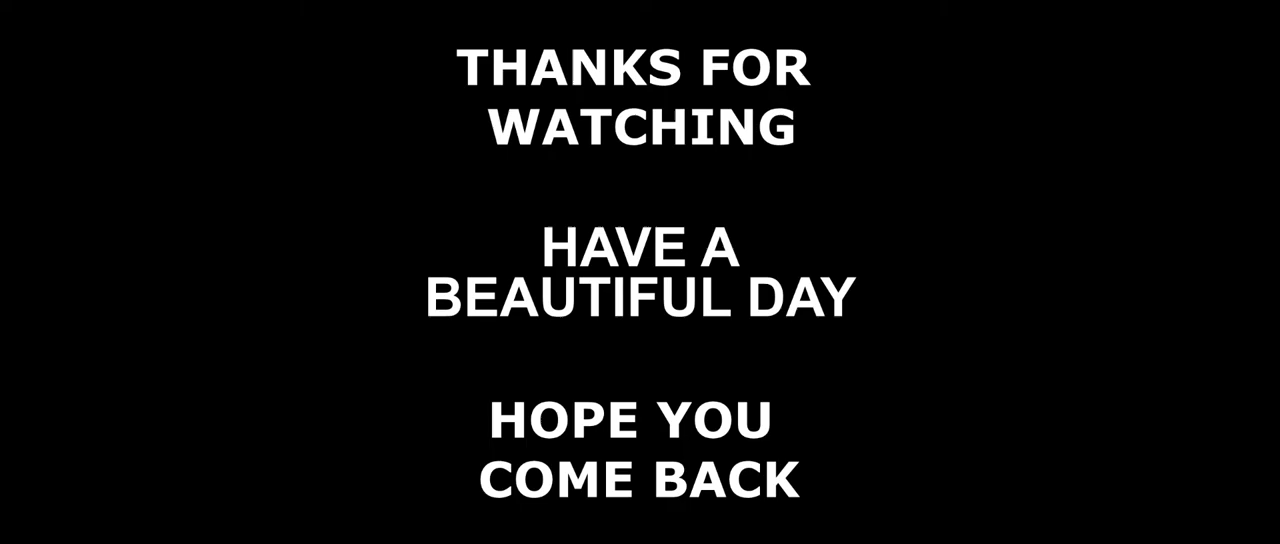 THANKS FOR
WATCHING
HAVE A
BEAUTIFUL DAY
HOPE YOU
COME BACK